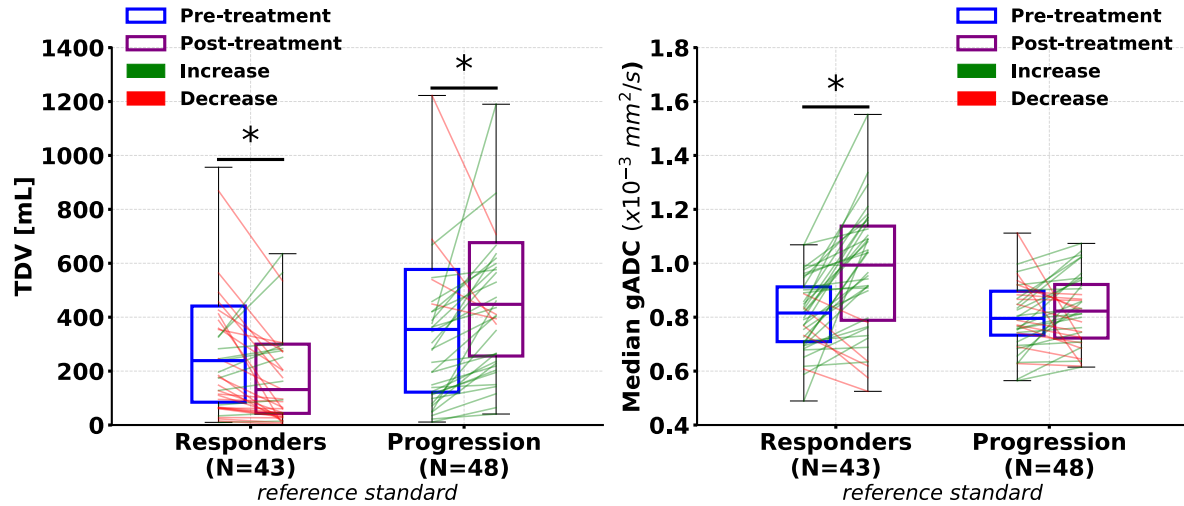 Pre-treatment
Post-treatment
Increase
Decrease
TDV [mL]
1400
1200
1000
800
600
400
200
0
*
*
Responders
(N=43)
Progression
(N=48)
reference standard
Pre-treatment
Post-treatment
Increase
Decrease
Median gADC (x10⁻³ mm²/s)
1.8
1.6
1.4
1.2
1.0
0.8
0.6
0.4
*
Responders
(N=43)
Progression
(N=48)
reference standard